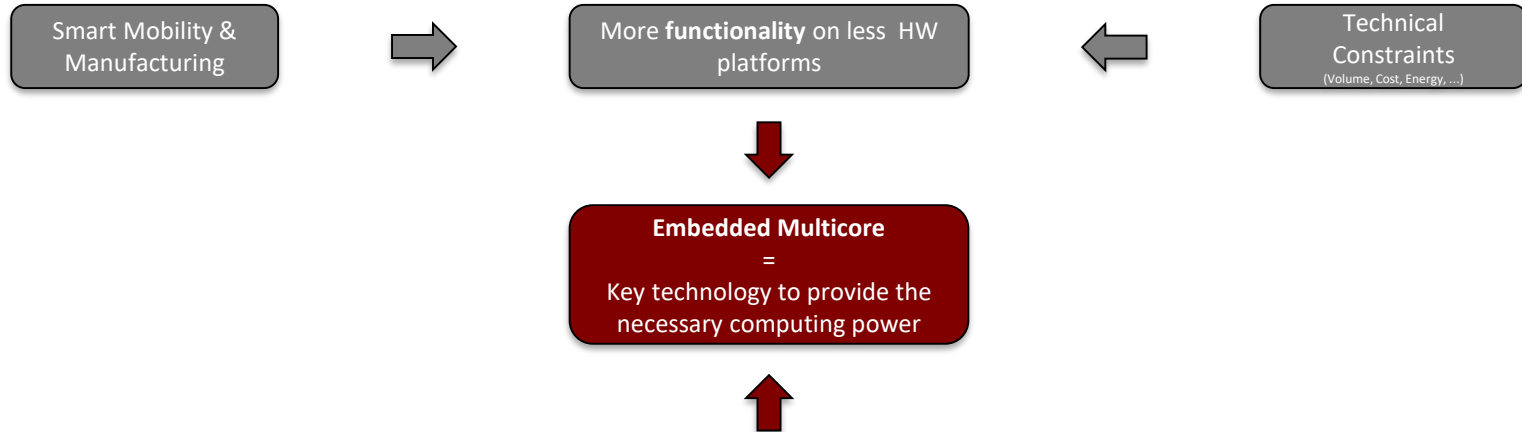 Smart Mobility &
Manufacturing
More functionality on less HW
platforms
Technical
Constraints
(Volume, Cost, Energy, ...)
Embedded Multicore
=
Key technology to provide the
necessary computing power